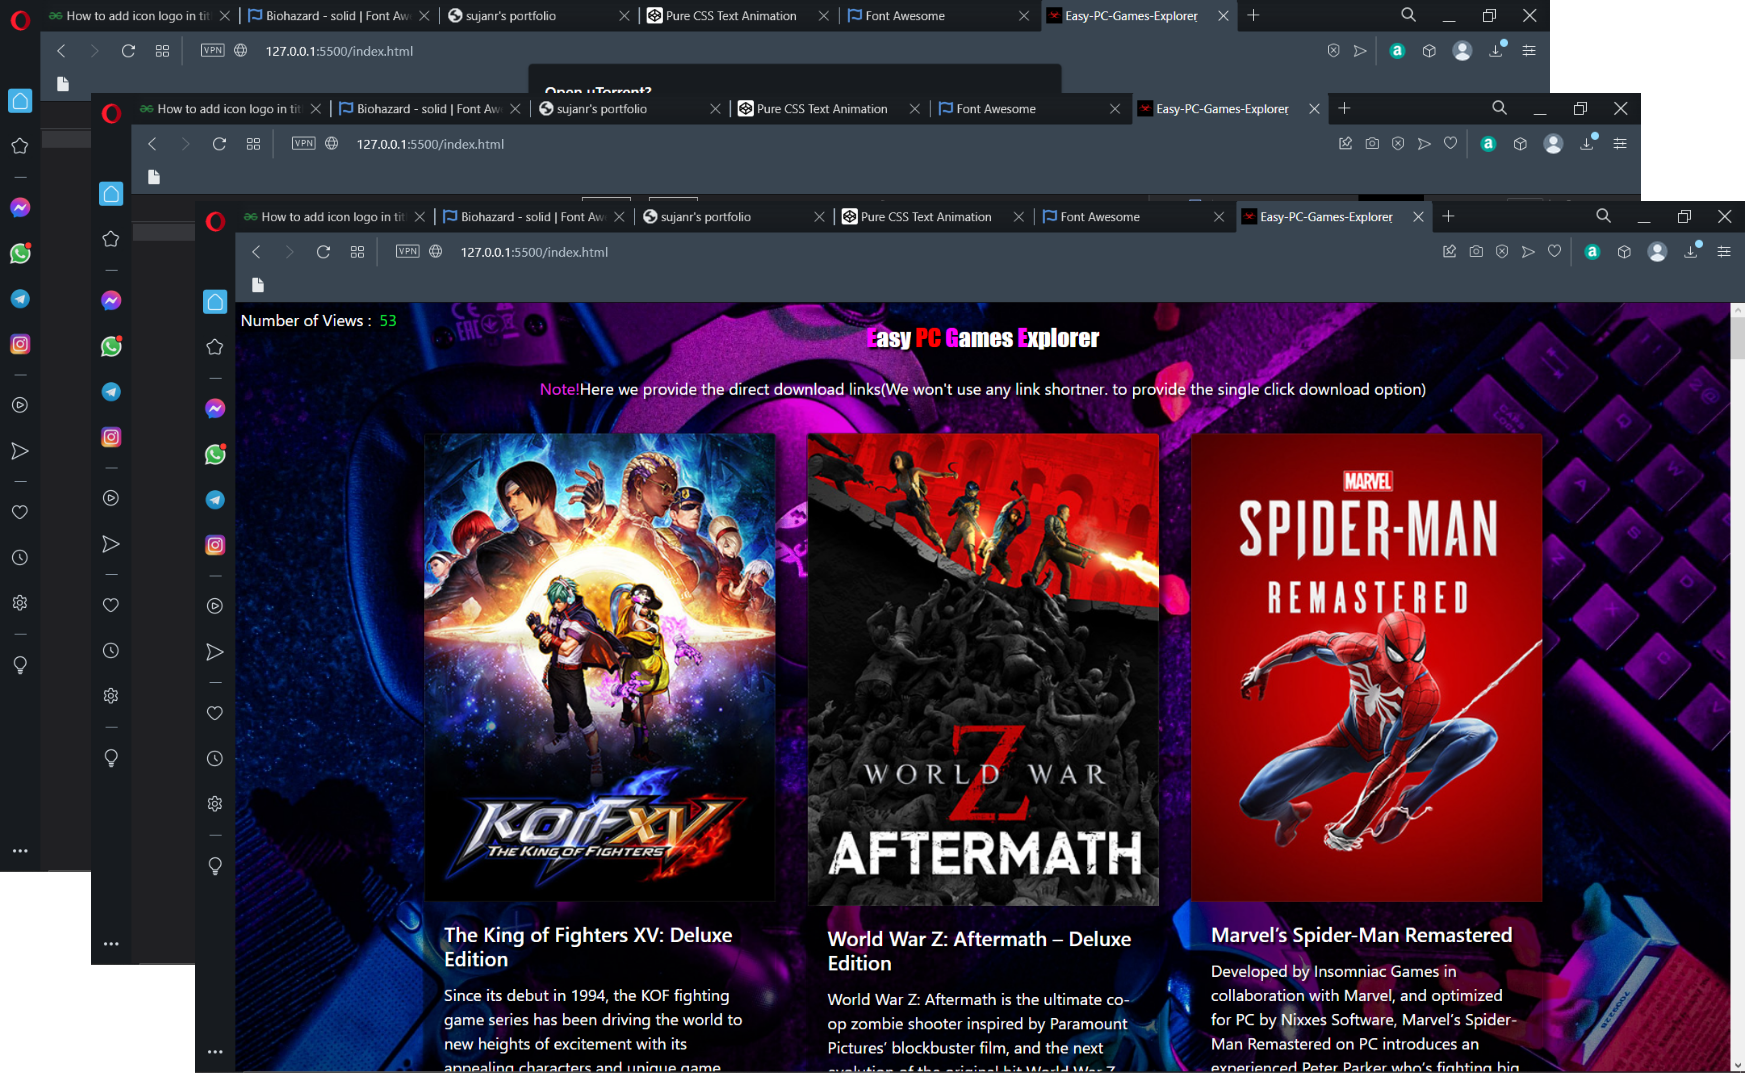 How to add icon logo in tit
Biohazard - solid | Font Aw
sujanr's portfolio
Pure CSS Text Animation
Font Awesome
Easy-PC-Games-Explorer
VPN
127.0.0.1:5500/index.html
a
Open uTorrent?
How to add icon logo in tit
Biohazard - solid | Font Aw
sujanr's portfolio
Pure CSS Text Animation
Font Awesome
Easy-PC-Games-Explorer
VPN
127.0.0.1:5500/index.html
a
How to add icon logo in tit
Biohazard - solid | Font Aw
sujanr's portfolio
Pure CSS Text Animation
Font Awesome
Easy-PC-Games-Explorer
VPN
127.0.0.1:5500/index.html
a
Number of Views : 53
Easy PC Games Explorer
Note!Here we provide the direct download links(We won't use any link shortner. to provide the single click download option)
KOFXV
THE KING OF FIGHTERS
WORLD WAR
Z
AFTERMATH
MARVEL
SPIDER-MAN
REMASTERED
The King of Fighters XV: Deluxe
Edition
Since its debut in 1994, the KOF fighting
game series has been driving the world to
new heights of excitement with its
appealing characters and unique game
World War Z: Aftermath – Deluxe
Edition
World War Z: Aftermath is the ultimate co-
op zombie shooter inspired by Paramount
Pictures’ blockbuster film, and the next
evolution of the original hit World War Z
Marvel’s Spider-Man Remastered
Developed by Insomniac Games in
collaboration with Marvel, and optimized
for PC by Nixxes Software, Marvel’s Spider-
Man Remastered on PC introduces an
experienced Peter Parker who’s fighting big